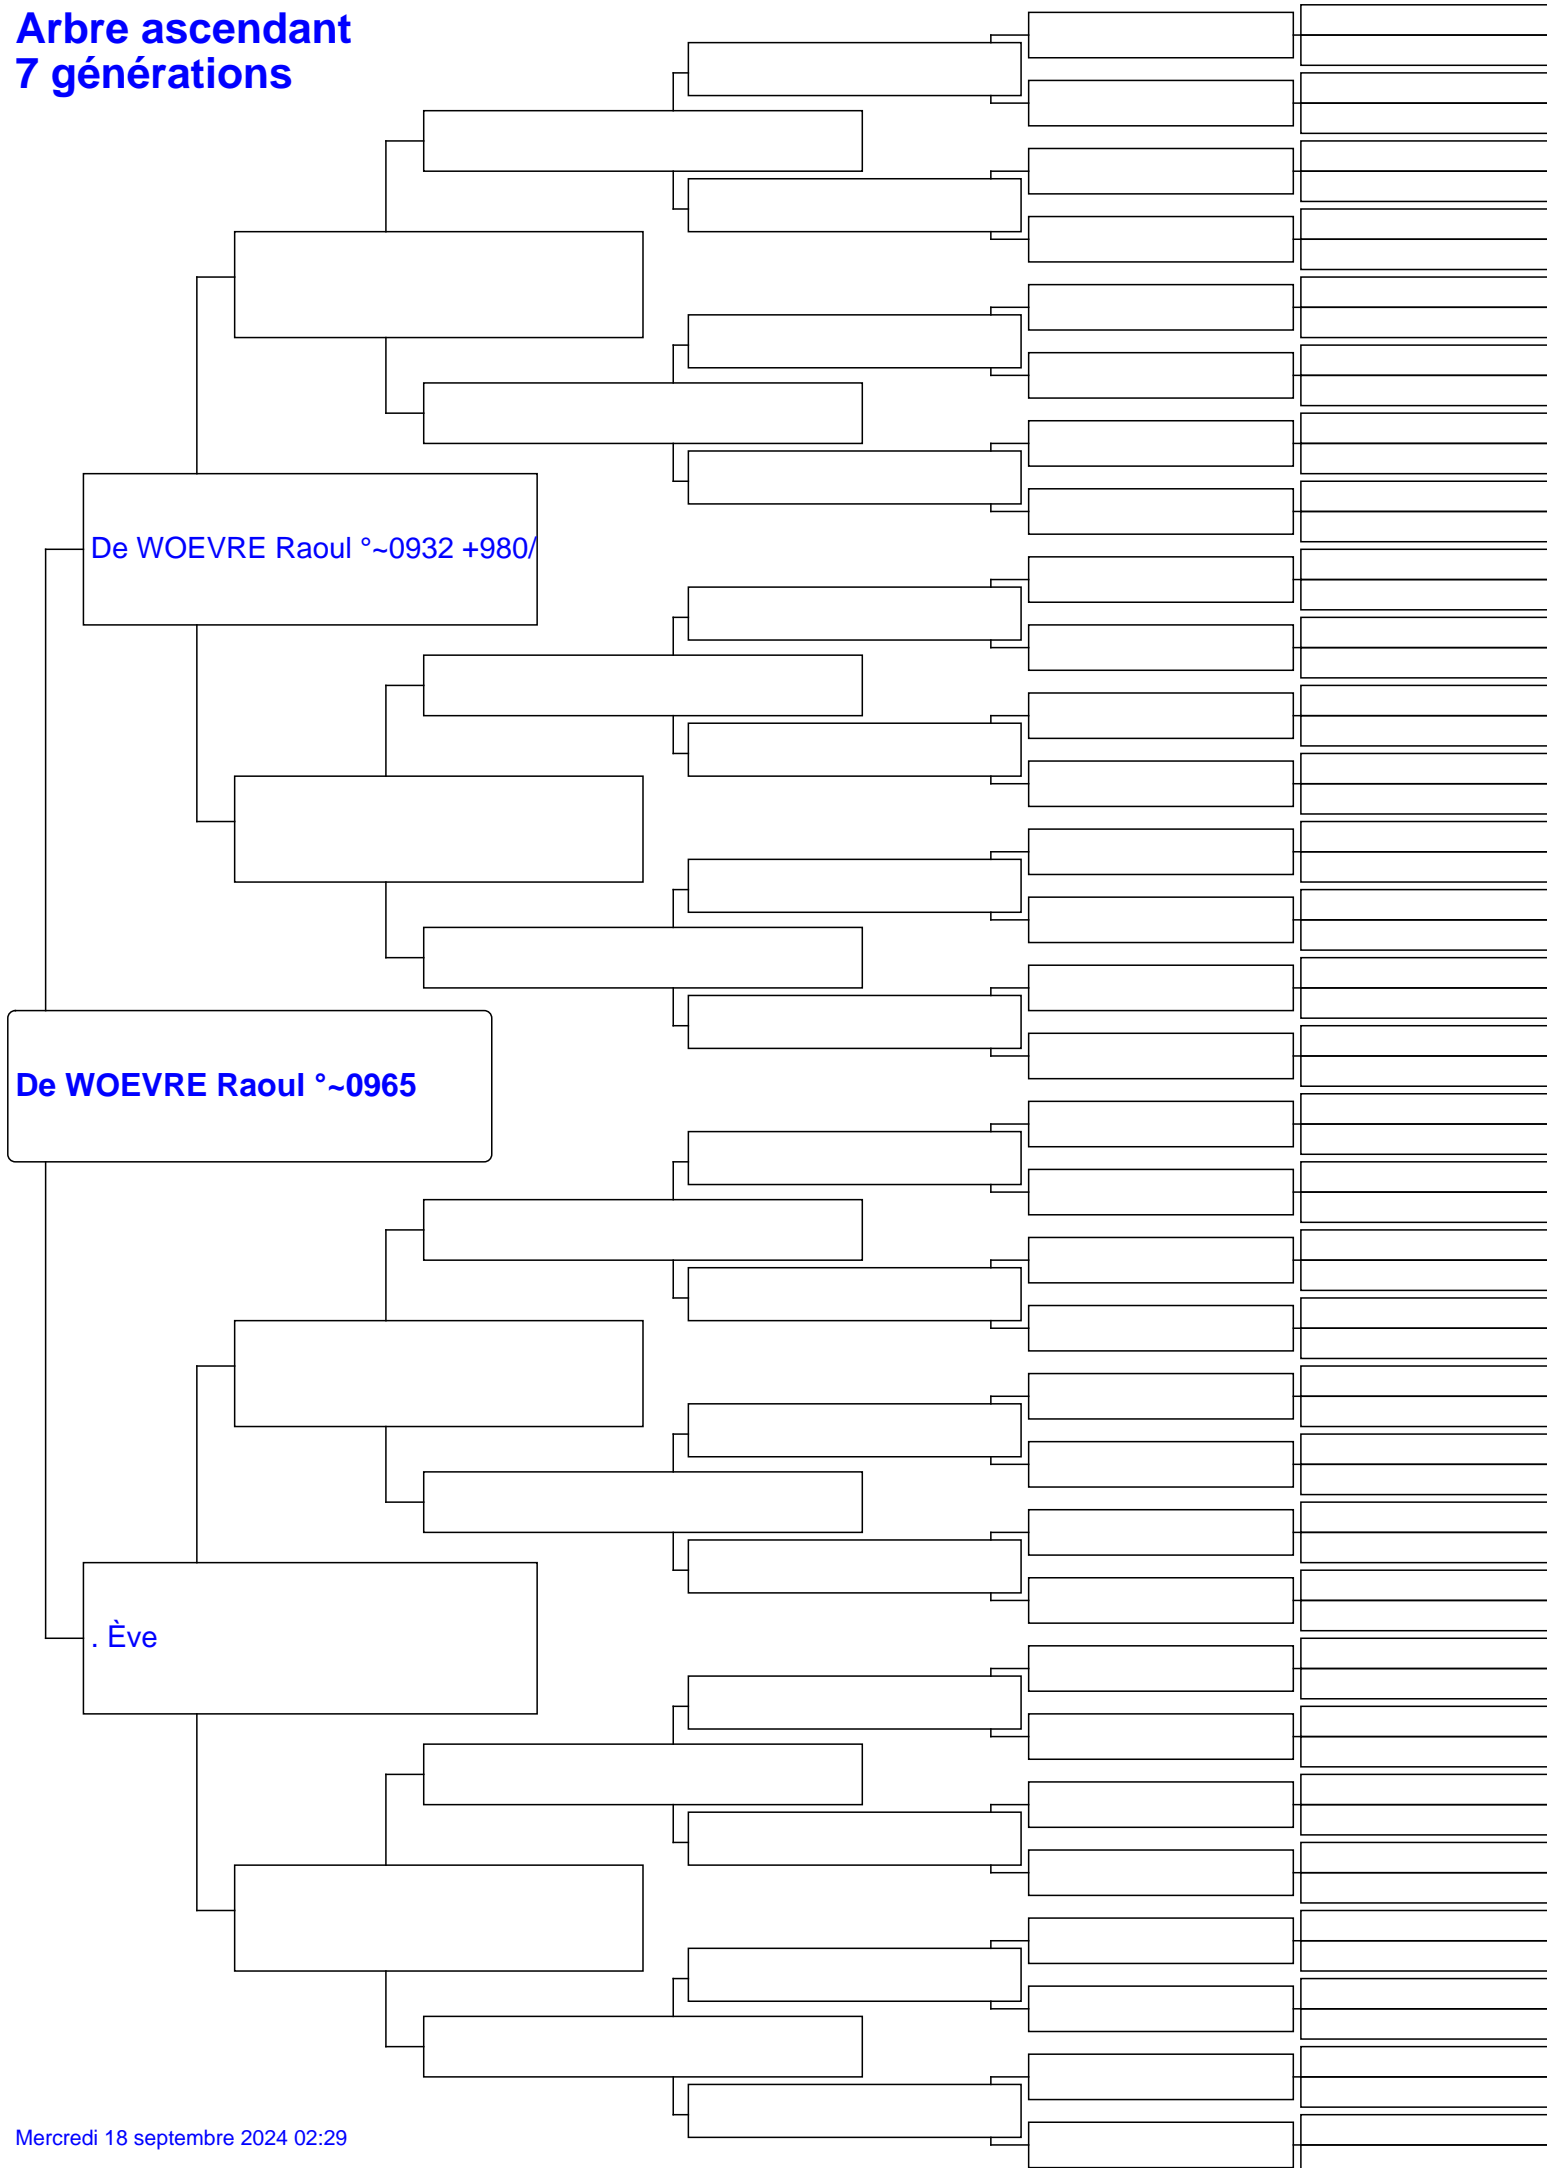 Arbre ascendant
7 générations
De WOEVRE Raoul °~0932 +980/
De WOEVRE Raoul °~0965
. Ève
Mercredi 18 septembre 2024 02:29